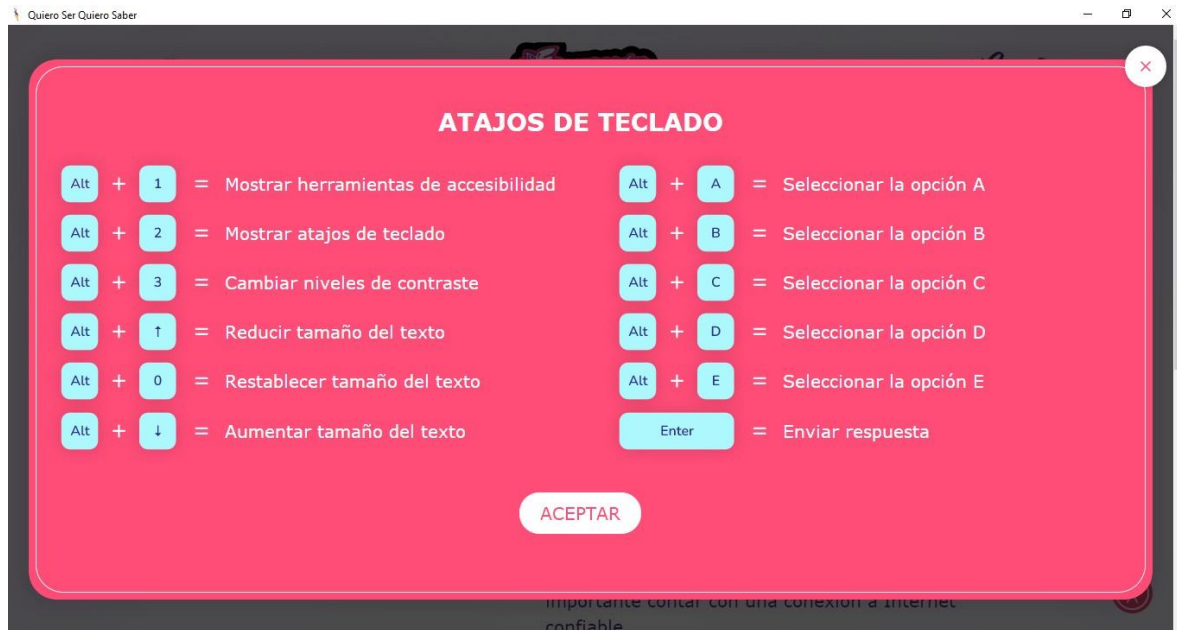 Quiero Ser Quiero Saber
ATAJOS DE TECLADO
Alt + 1 = Mostrar herramientas de accesibilidad
Alt + 2 = Mostrar atajos de teclado
Alt + 3 = Cambiar niveles de contraste
Alt + ↑ = Reducir tamaño del texto
Alt + 0 = Restablecer tamaño del texto
Alt + ↓ = Aumentar tamaño del texto
Alt + A = Seleccionar la opción A
Alt + B = Seleccionar la opción B
Alt + C = Seleccionar la opción C
Alt + D = Seleccionar la opción D
Alt + E = Seleccionar la opción E
Enter = Enviar respuesta
ACEPTAR
importante contar con una conexión a Internet
confiable